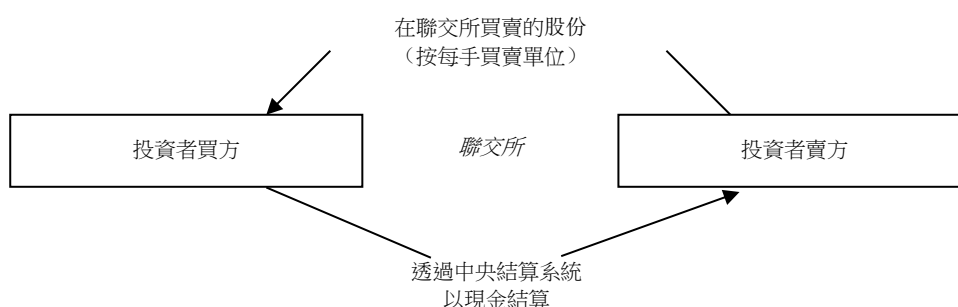 在聯交所買賣的股份
（按每手買賣單位）
投資者買方
聯交所
投資者賣方
透過中央結算系統
以現金結算